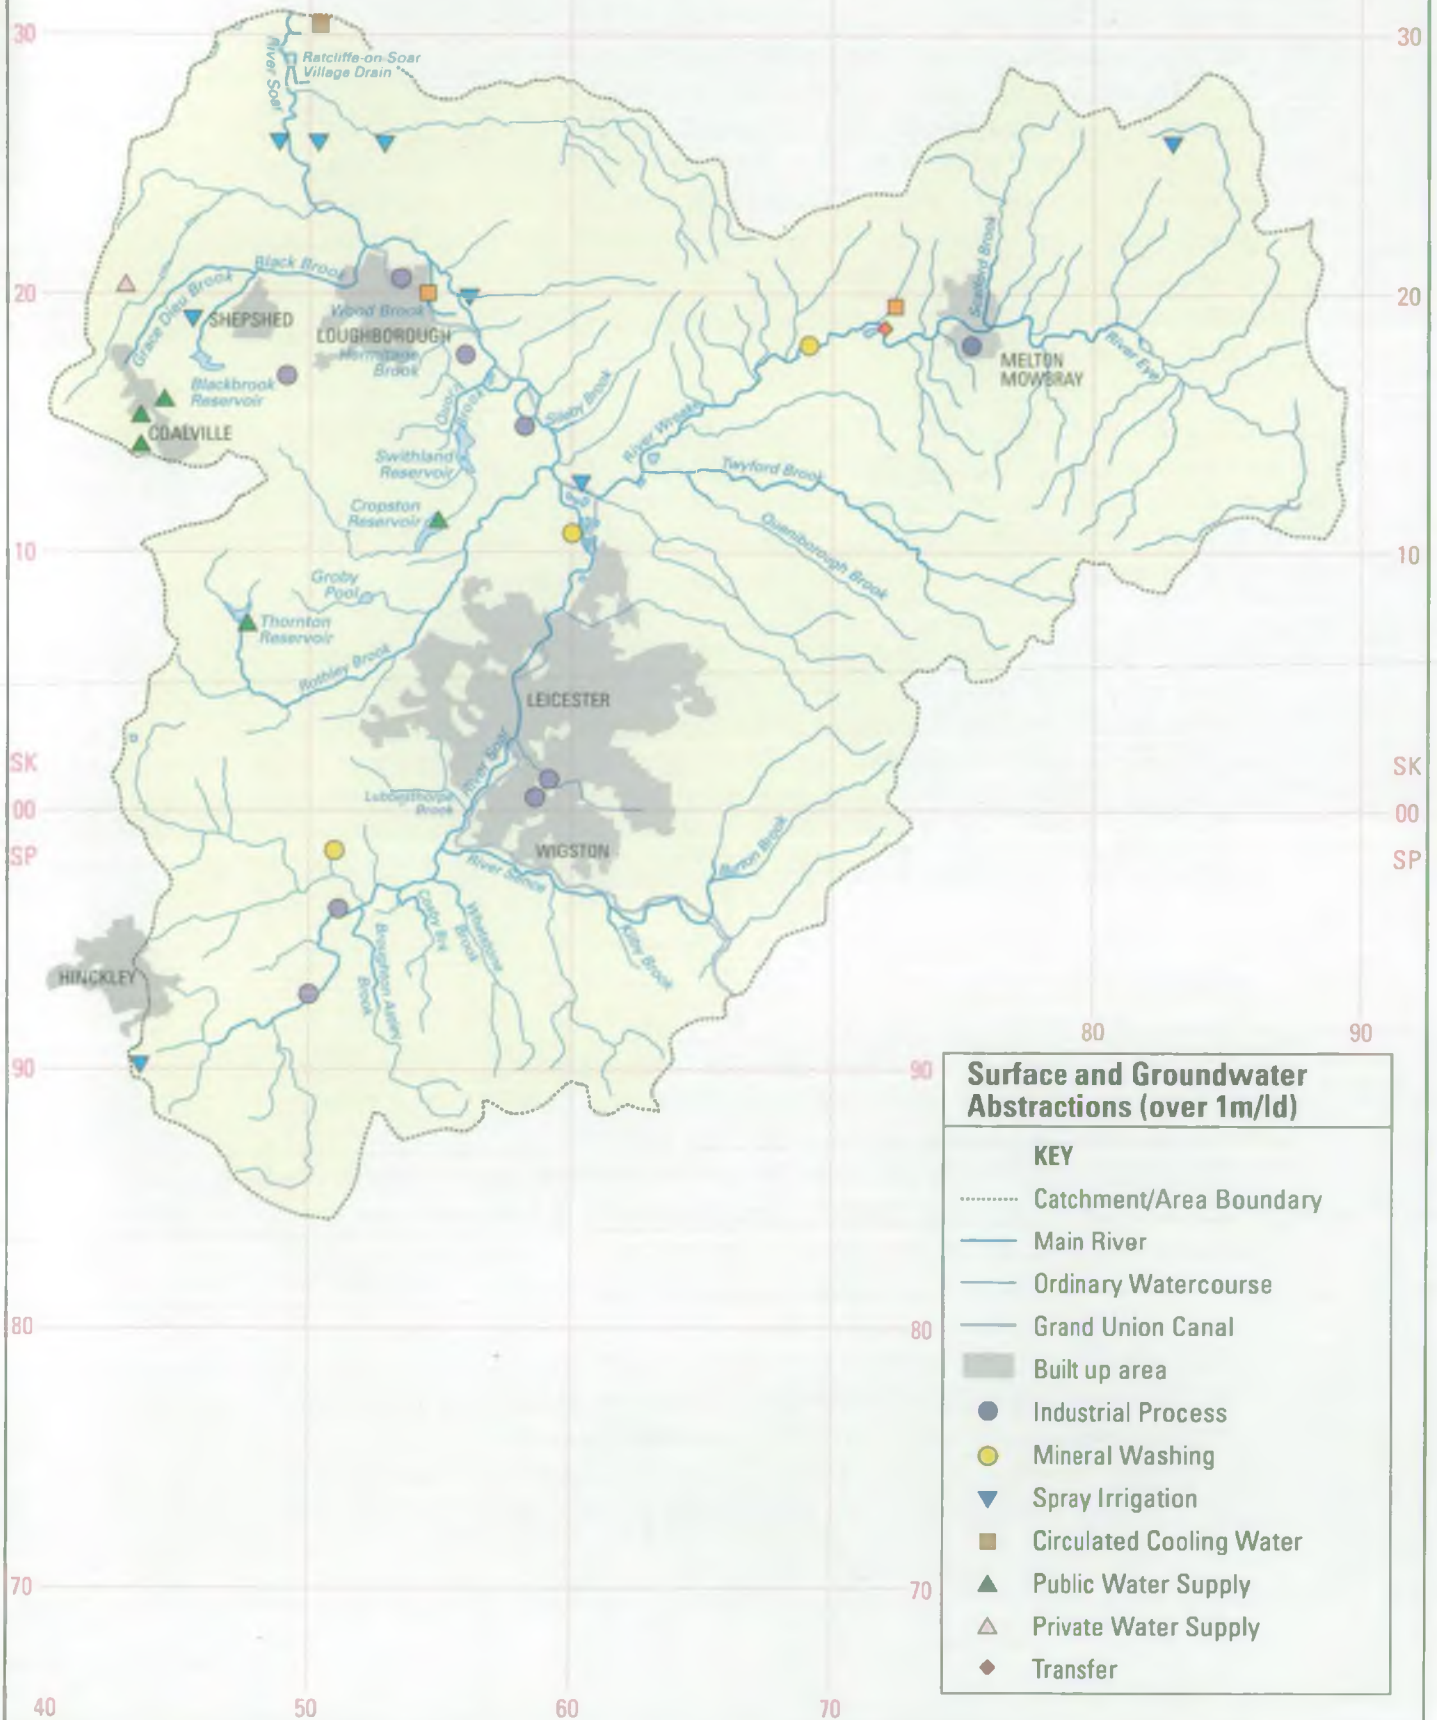 30
30
River Soar
Ratcliffe-on Soar
Village Drain
20
20
Black Brook
Grace Dieu Brook
SHEPSHED
Wood Brook
LOUGHBOROUGH
Hermitage
Brook
Blackbrook
Reservoir
COALVILLE
Quorn
Brook
Swithland
Reservoir
Sileby Brook
River Wreake
Scalford Brook
MELTON
MOWBRAY
River Eye
Twyford Brook
Cropston
Reservoir
Queniborough Brook
10
10
Groby
Pool
Thornton
Reservoir
Rothley Brook
LEICESTER
River Soar
SK
00
SP
SK
00
SP
Lubbesthorpe
Brook
WIGSTON
River Sence
Burton Brook
Cosby Brk
Whetstone
Brook
Kilby Brook
Broughton Astley
Brook
HINCKLEY
80
90
90
90
Surface and Groundwater
Abstractions (over 1m/ld)
KEY
Catchment/Area Boundary
Main River
Ordinary Watercourse
Grand Union Canal
Built up area
Industrial Process
Mineral Washing
Spray Irrigation
Circulated Cooling Water
Public Water Supply
Private Water Supply
Transfer
80
80
70
70
40
50
60
70